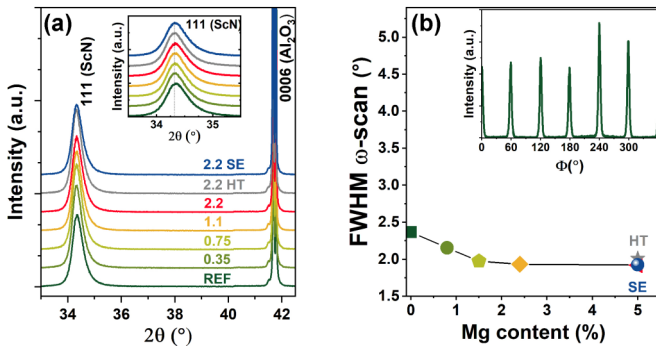 (a)
Intensity (a.u.)
111 (ScN)
0006 (Al2O3)
2.2 SE
2.2 HT
2.2
1.1
0.75
0.35
REF
34 36 38 40 42
2θ (°)
111 (ScN)
Intensity (a.u.)
34 35
2θ (°)
(b)
FWHM ω-scan (°)
5.0
4.5
4.0
3.5
3.0
2.5
2.0
1.5
0 1 2 3 4 5
Mg content (%)
HT
SE
Intensity (a.u.)
0 60 120 180 240 300
Φ(°)